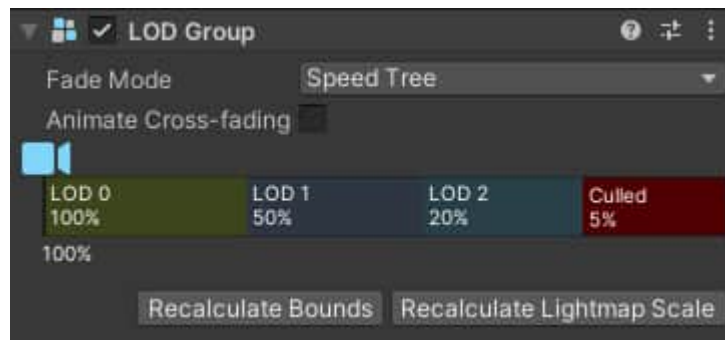 LOD Group
Fade Mode Speed Tree
Animate Cross-fading
LOD 0 LOD 1 LOD 2 Culled
100% 50% 20% 5%
100%
Recalculate Bounds Recalculate Lightmap Scale